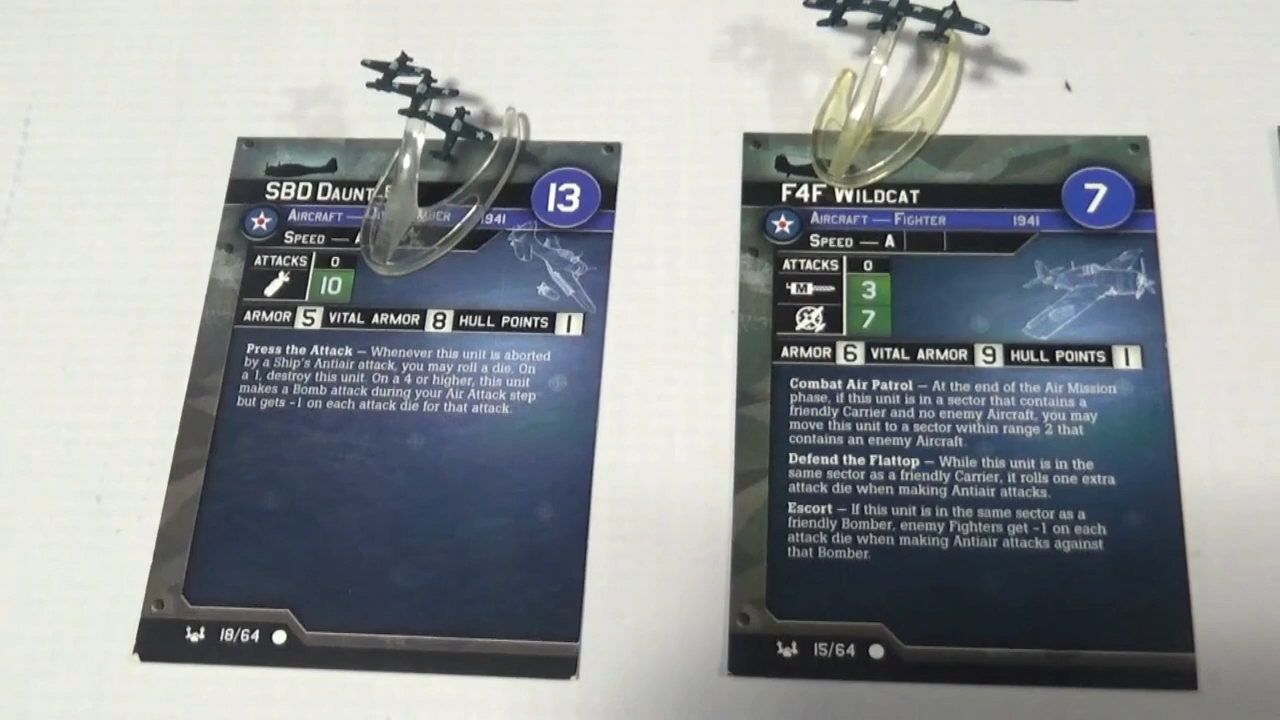 SBD
13
Aircraft — 1941
Speed —
Attacks 0
10
Armor 5 Vital Armor 8 Hull Points 1
Press the Attack — Whenever this unit is aborted
by a Ship's Antiair attack, you may roll a die. On
a 1, destroy this unit. On a 4 or higher, this unit
makes a Bomb attack during your Air Attack step
but gets -1 on each attack die for that attack.
18/64
F4F Wildcat
7
Aircraft — Fighter 1941
Speed — A
Attacks 0
M 3
7
Armor 6 Vital Armor 9 Hull Points 1
Combat Air Patrol — At the end of the Air Mission
phase, if this unit is in a sector that contains a
friendly Carrier and no enemy Aircraft, you may
move this unit to a sector within range 2 that
contains an enemy Aircraft.
Defend the Flattop — While this unit is in the
same sector as a friendly Carrier, it rolls one extra
attack die when making Antiair attacks.
Escort — If this unit is in the same sector as a
friendly Bomber, enemy Fighters get -1 on each
attack die when making Antiair attacks against
that Bomber.
15/64